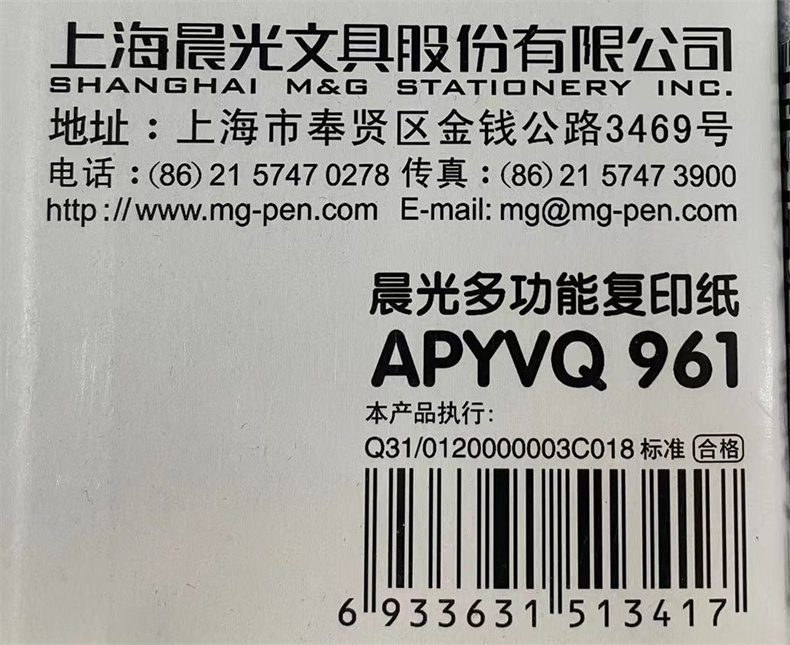 上海晨光文具股份有限公司
SHANGHAI M&G STATIONERY INC.
地址：上海市奉贤区金钱公路3469号
电话：(86) 21 5747 0278 传真：(86) 21 5747 3900
http://www.mg-pen.com E-mail: mg@mg-pen.com
晨光多功能复印纸
APYVQ 961
本产品执行:
Q31/0120000003C018 标准 合格
6 933631 513417